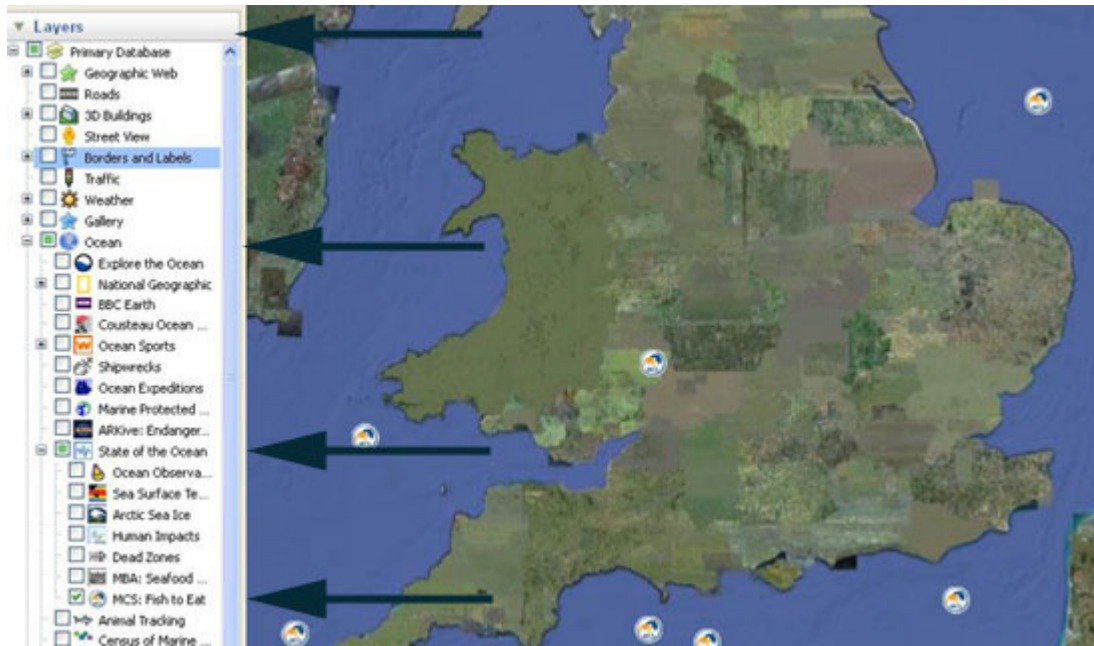 Layers
Primary Database
Geographic Web
Roads
3D Buildings
Street View
Borders and Labels
Traffic
Weather
Gallery
Ocean
Explore the Ocean
National Geographic
BBC Earth
Cousteau Ocean ...
Ocean Sports
Shipwrecks
Ocean Expeditions
Marine Protected ...
ARKive: Endanger...
State of the Ocean
Ocean Observa...
Sea Surface Te...
Arctic Sea Ice
Human Impacts
Dead Zones
MBA: Seafood ...
MCS: Fish to Eat
Animal Tracking
Census of Marine ...